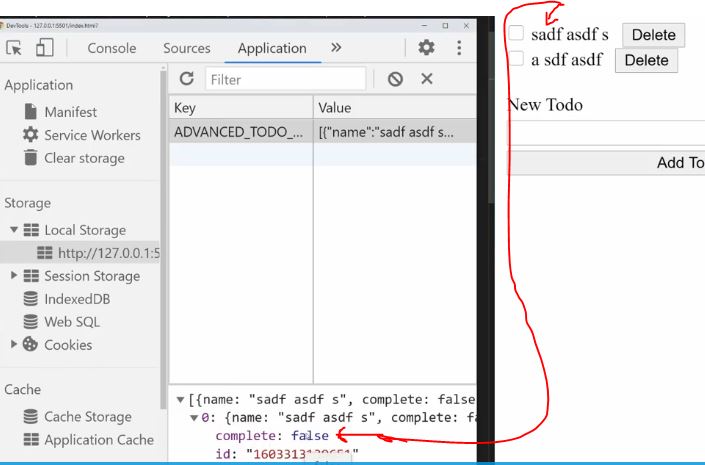 DevTools - 127.0.0.1:5501/index.html?
Console
Sources
Application
Application
Manifest
Service Workers
Clear storage
Storage
Local Storage
http://127.0.0.1:5
Session Storage
IndexedDB
Web SQL
Cookies
Cache
Cache Storage
Application Cache
Filter
Key
Value
ADVANCED_TODO_...
[{"name":"sadf asdf s...
[{name: "sadf asdf s", complete: false
0: {name: "sadf asdf s", complete: fa
complete: false
id:
sadf asdf s Delete
a sdf asdf Delete
New Todo
Add To